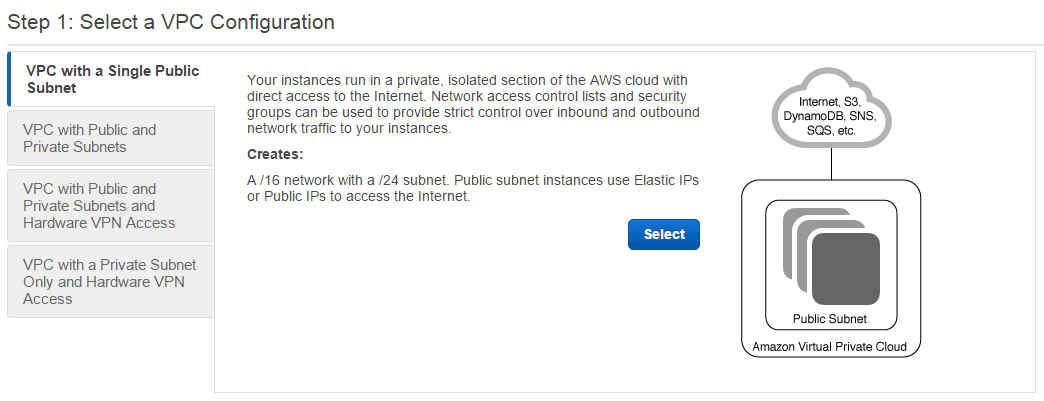 Step 1: Select a VPC Configuration
VPC with a Single Public
Subnet
VPC with Public and
Private Subnets
VPC with Public and
Private Subnets and
Hardware VPN Access
VPC with a Private Subnet
Only and Hardware VPN
Access
Your instances run in a private, isolated section of the AWS cloud with
direct access to the Internet. Network access control lists and security
groups can be used to provide strict control over inbound and outbound
network traffic to your instances.
Creates:
A /16 network with a /24 subnet. Public subnet instances use Elastic IPs
or Public IPs to access the Internet.
Select
Internet, S3,
DynamoDB, SNS,
SQS, etc.
Public Subnet
Amazon Virtual Private Cloud